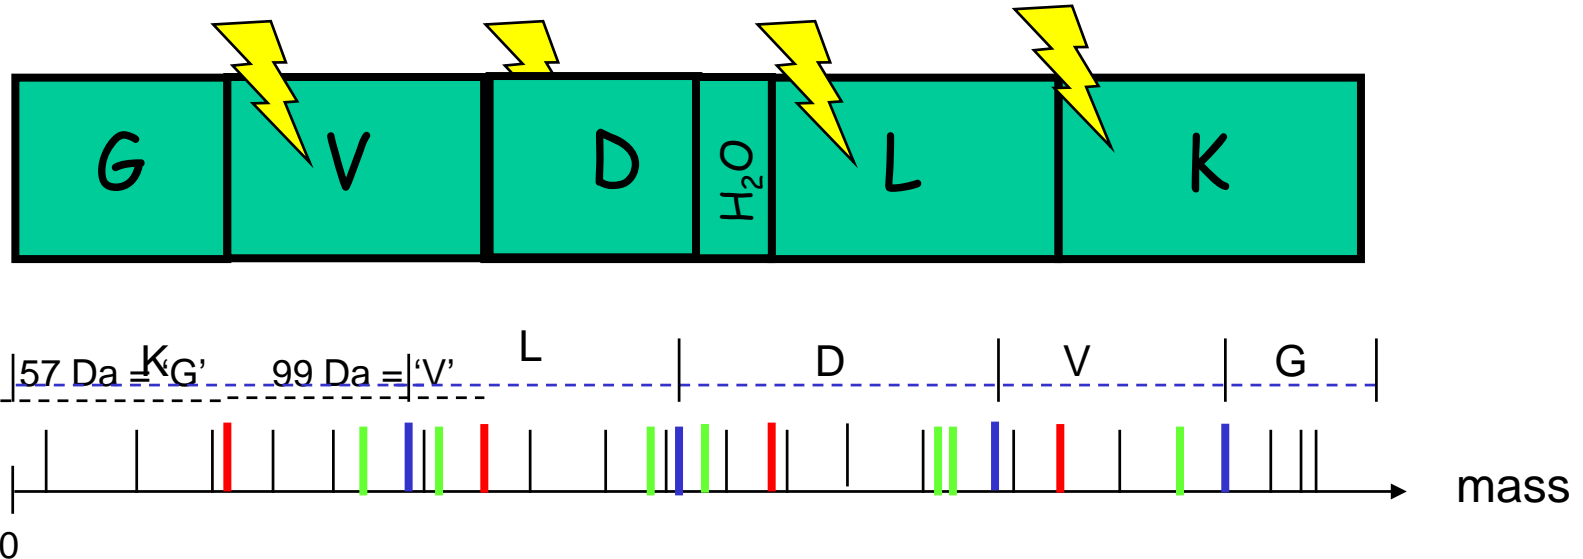 G V D H₂O L K
K L D V G
57 Da = ‘G’ 99 Da = ‘V’
mass
0